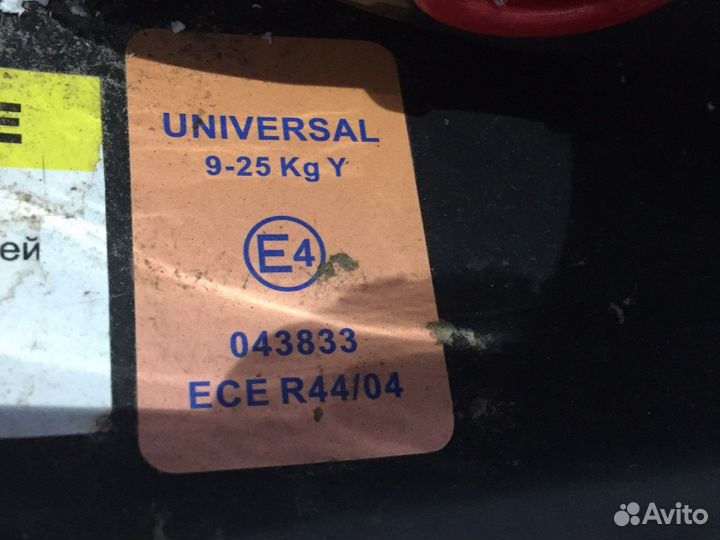 E
ей
UNIVERSAL
9-25 Kg Y
E4
043833
ECE R44/04
Avito